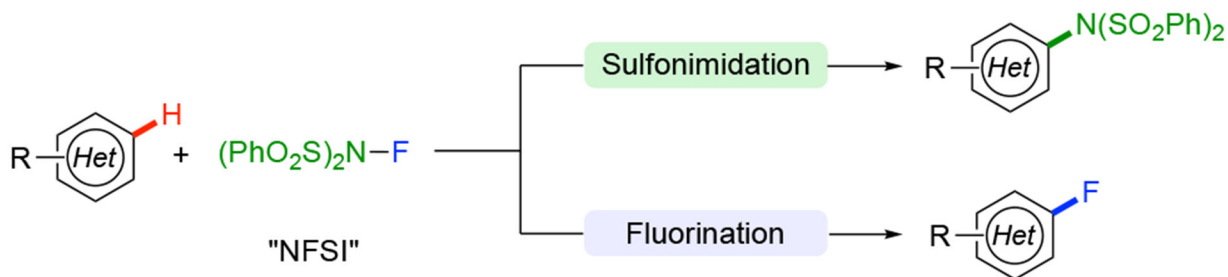 Sulfonimidation
R Het N(SO₂Ph)₂
R Het H + (PhO₂S)₂N–F
"NFSI"
Fluorination
R Het F